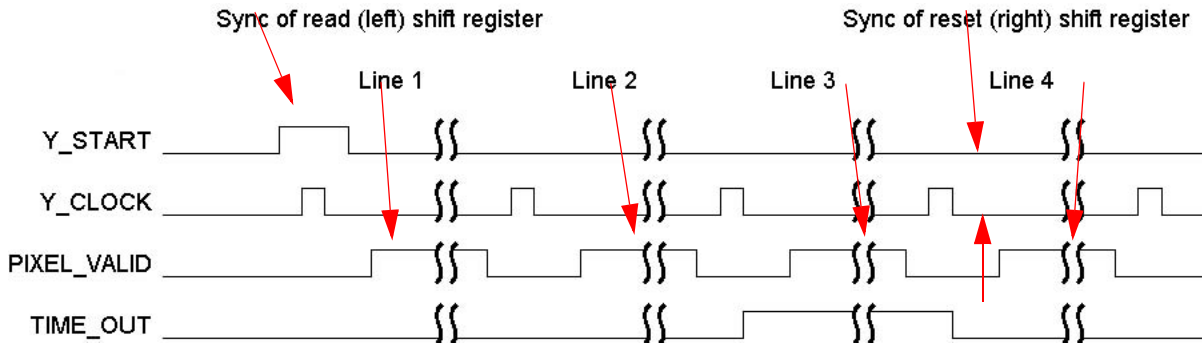 Sync of read (left) shift register
Sync of reset (right) shift register
Line 1
Line 2
Line 3
Line 4
Y_START
Y_CLOCK
PIXEL_VALID
TIME_OUT